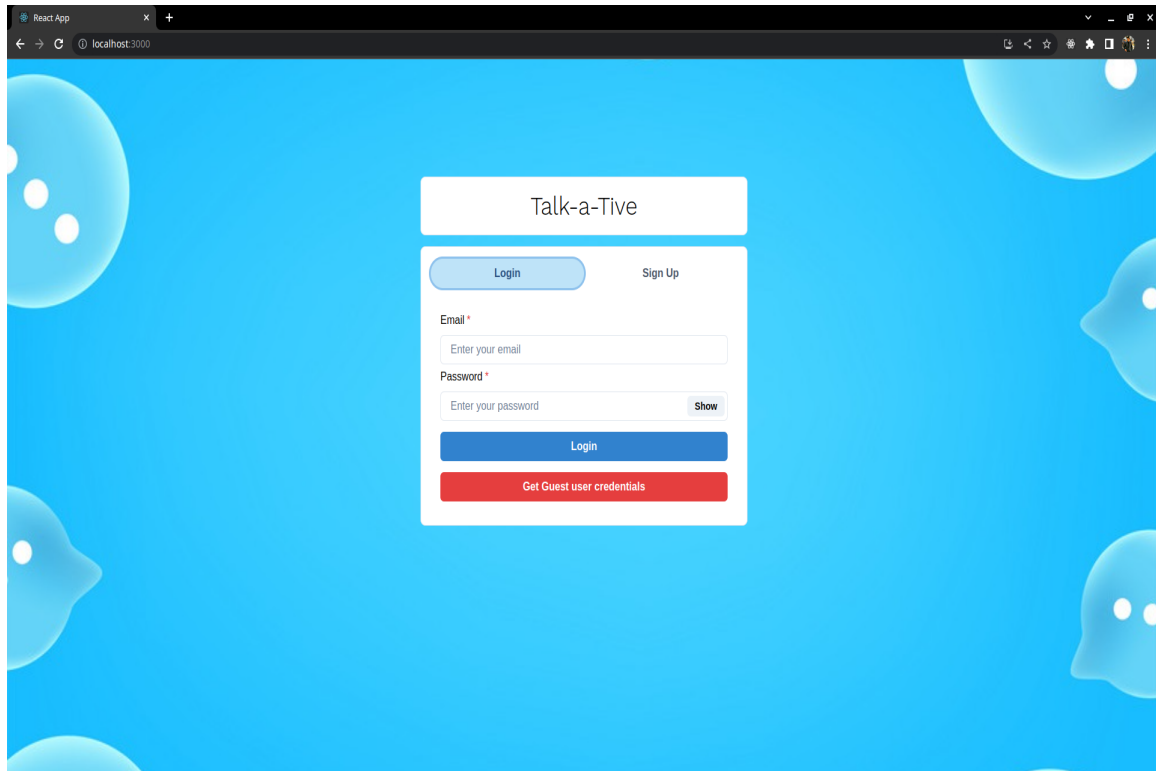 React App
localhost:3000
Talk-a-Tive
Login Sign Up
Email *
Enter your email
Password *
Enter your password Show
Login
Get Guest user credentials